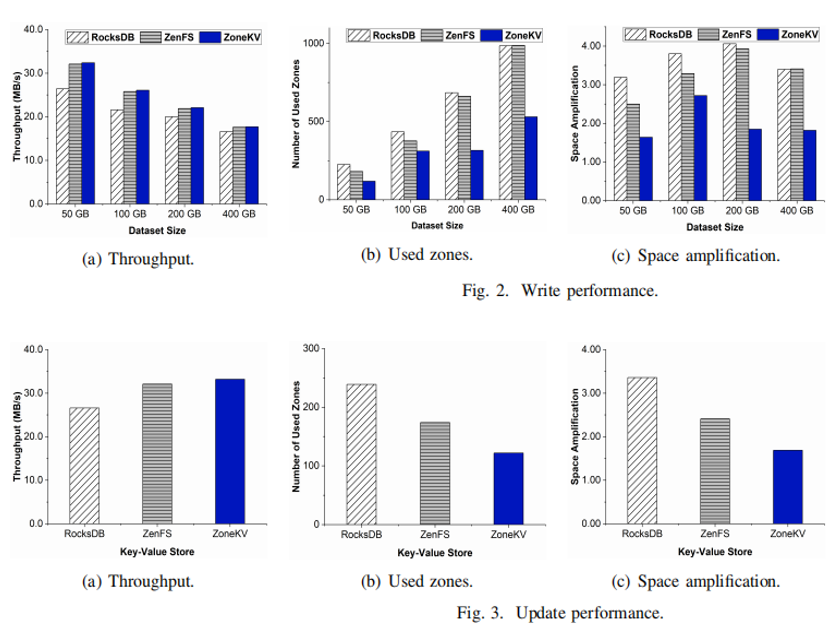 40.0
30.0
20.0
10.0
0.0
Throughput (MB/s)
RocksDB ZenFS ZoneKV
50 GB 100 GB 200 GB 400 GB
Dataset Size
(a) Throughput.
1000
500
0
Number of Used Zones
RocksDB ZenFS ZoneKV
50 GB 100 GB 200 GB 400 GB
Dataset Size
(b) Used zones.
4.00
3.00
2.00
1.00
0.00
Space Amplification
RocksDB ZenFS ZoneKV
50 GB 100 GB 200 GB 400 GB
Dataset Size
(c) Space amplification.
Fig. 2. Write performance.
40.0
30.0
20.0
10.0
0.0
Throughput (MB/s)
RocksDB ZenFS ZoneKV
Key-Value Store
(a) Throughput.
300
200
100
0
Number of Used Zones
RocksDB ZenFS ZoneKV
Key-Value Store
(b) Used zones.
4.00
3.00
2.00
1.00
0.00
Space Amplification
RocksDB ZenFS ZoneKV
Key-Value Store
(c) Space amplification.
Fig. 3. Update performance.